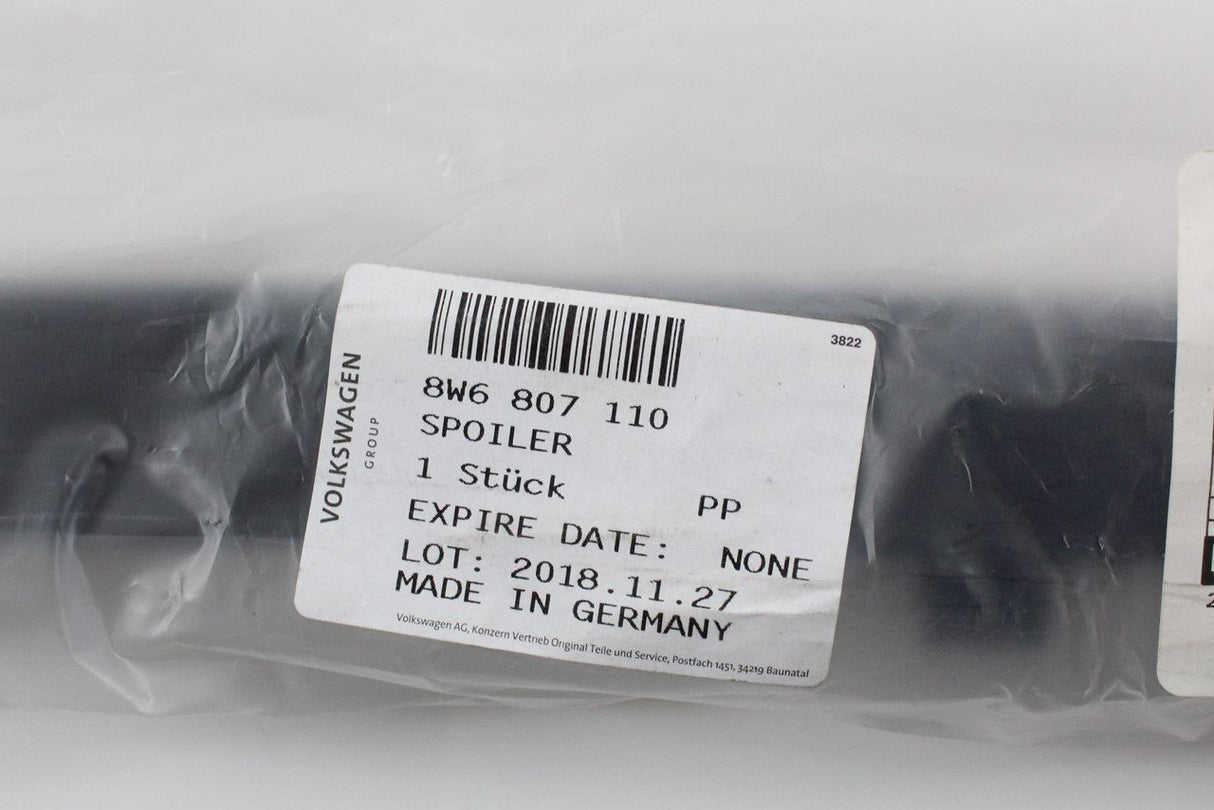 3822
VOLKSWAGEN
GROUP
8W6 807 110
SPOILER
1 Stück PP
EXPIRE DATE: NONE
LOT: 2018.11.27
MADE IN GERMANY
Volkswagen AG, Konzern Vertrieb Original Teile und Service, Postfach 1451, 34219 Baunatal